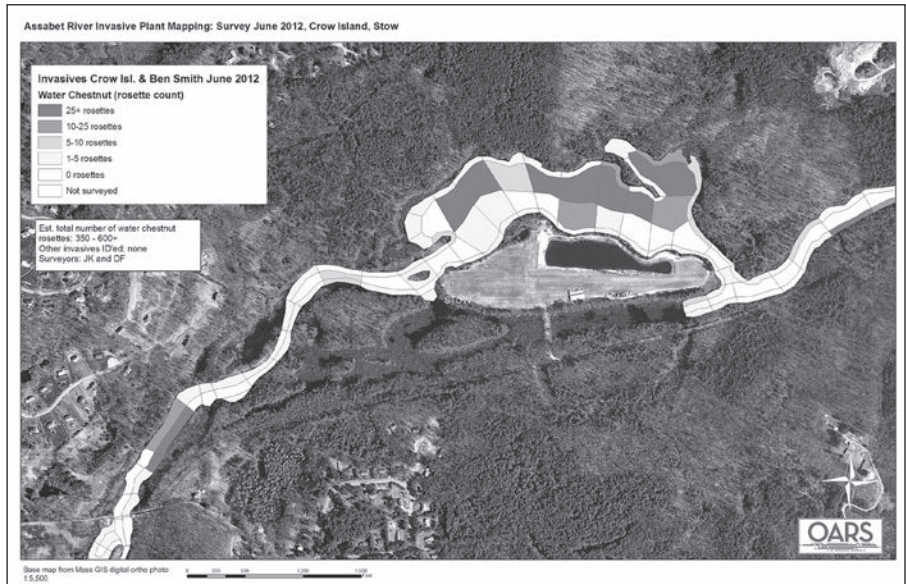 Assabet River Invasive Plant Mapping: Survey June 2012, Crow Island, Stow
Invasives Crow Isl. & Ben Smith June 2012
Water Chestnut (rosette count)
25+ rosettes
10-25 rosettes
5-10 rosettes
1-5 rosettes
0 rosettes
Not surveyed
Est. total number of water chestnut
rosettes: 350 - 600+
Other invasives ID'ed: none
Surveyors: JK and DF
OARS
Base map from Mass GIS digital ortho photo
1:5,500